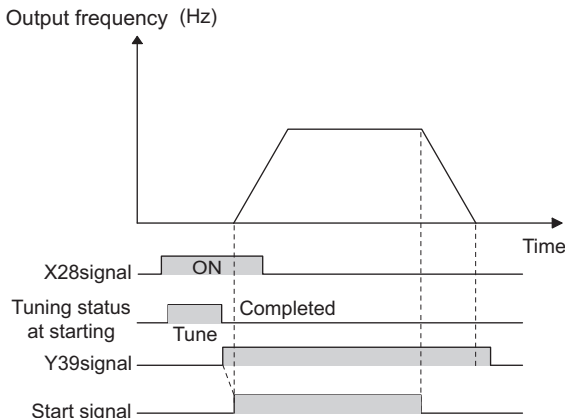 Output frequency (Hz)
Time
X28signal
ON
Tuning status
at starting
Tune
Completed
Y39signal
Start signal